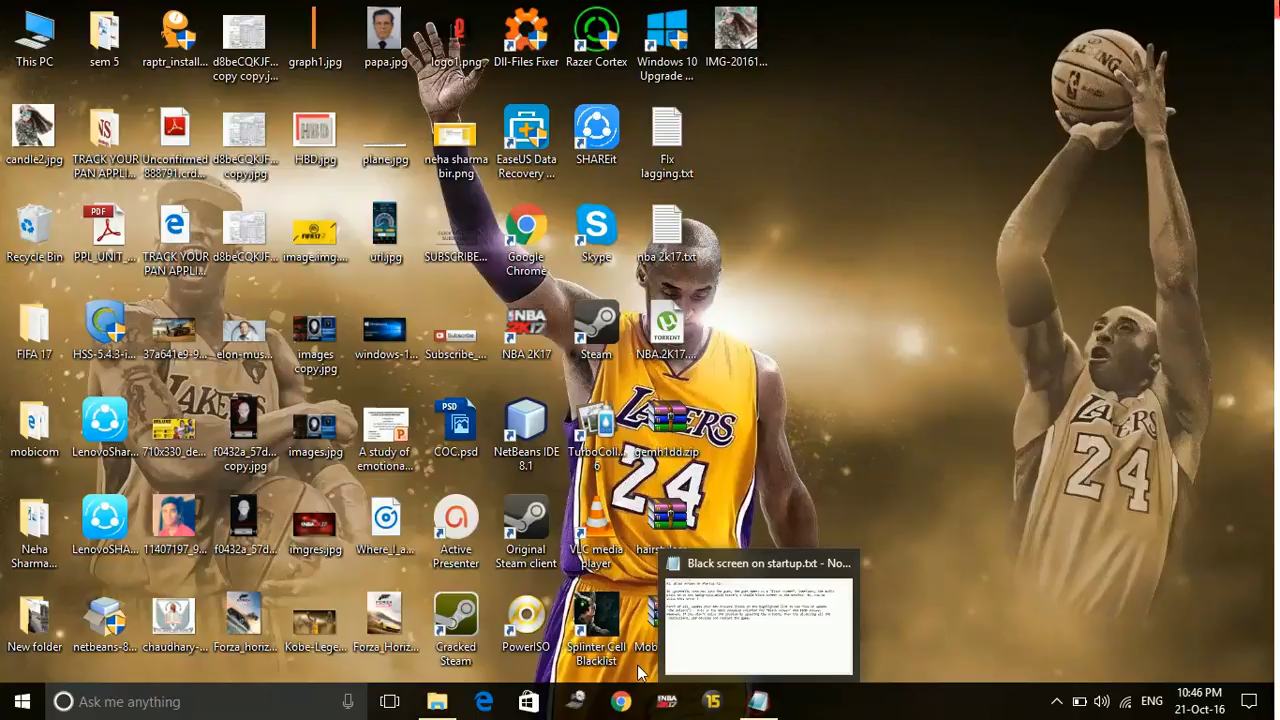 This PC
sem 5
raptr_install...
d8beCQKJF...
copy copy.j...
graph1.jpg
papa.jpg
logo1.png
Dll-Files Fixer
Razer Cortex
Windows 10
Upgrade ...
IMG-20161...
candle2.jpg
TRACK YOUR
PAN APPLI...
Unconfirmed
888791.crd...
d8beCQKJF...
copy.jpg
HBD.jpg
plane.jpg
neha sharma
bir.png
EaseUS Data
Recovery ...
SHAREit
Fix
lagging.txt
Recycle Bin
PPL_UNIT_...
TRACK YOUR
PAN APPLI...
d8beCQKJF...
image.img....
uri.jpg
SUBSCRIBE...
Google
Chrome
Skype
nba 2k17.txt
FIFA 17
HSS-5.4.3-i...
37a641e9-9...
elon-mus...
images
copy.jpg
windows-1...
Subscribe_...
NBA 2K17
Steam
NBA.2K17....
mobicom
LenovoShar...
710x330_de...
f0432a_57d...
copy.jpg
images.jpg
A study of
emotiona...
COC.psd
NetBeans IDE
8.1
TurboColl...
6
gemh1dd.zip
Neha
Sharma...
LenovoSHA...
11407197_9...
f0432a_57d...
imgres.jpg
Where_I_a...
Active
Presenter
Original
Steam client
VLC media
player
New folder
netbeans-8...
chaudhary-...
Forza_horiz...
Kobe-Lege...
Forza_Horiz...
Cracked
Steam
PowerISO
Splinter Cell
Blacklist
Mob
LAKERS
24
24
Black screen on startup.txt - No...
Ask me anything
15
ENG
10:46 PM
21-Oct-16